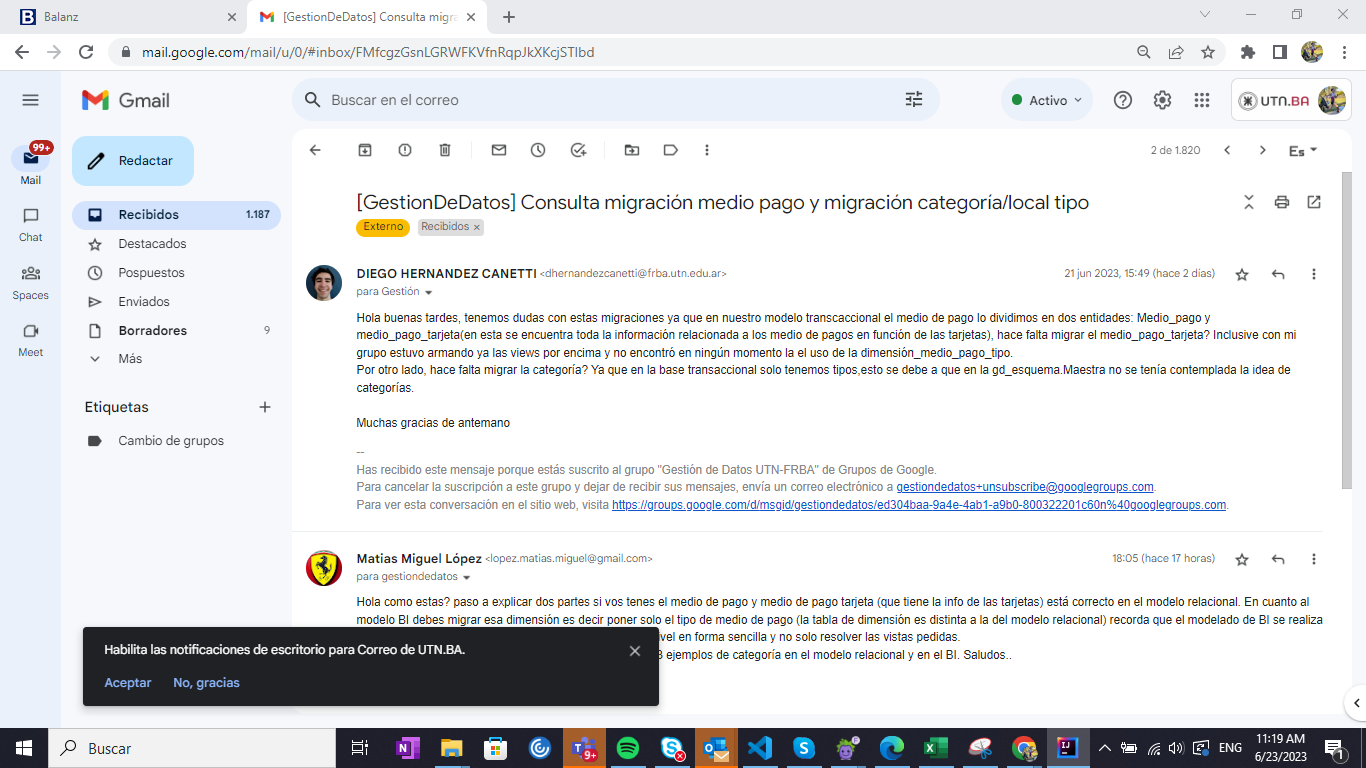 Balanz
[GestionDeDatos] Consulta migra
mail.google.com/mail/u/0/#inbox/FMfcgzGsnLGRWFKVfnRqpJkXKcjSTlbd
Gmail
Buscar en el correo
Activo
UTN.BA
99+
Mail
Chat
Spaces
Meet
Redactar
Recibidos 1.187
Destacados
Pospuestos
Enviados
Borradores 9
Más
Etiquetas
Cambio de grupos
2 de 1.820
Es
[GestionDeDatos] Consulta migración medio pago y migración categoría/local tipo
Externo Recibidos ×
DIEGO HERNANDEZ CANETTI <dhernandezcanetti@frba.utn.edu.ar> 21 jun 2023, 15:49 (hace 2 días)
para Gestión
Hola buenas tardes, tenemos dudas con estas migraciones ya que en nuestro modelo transcaccional el medio de pago lo dividimos en dos entidades: Medio_pago y
medio_pago_tarjeta(en esta se encuentra toda la información relacionada a los medio de pagos en función de las tarjetas), hace falta migrar el medio_pago_tarjeta? Inclusive con mi
grupo estuvo armando ya las views por encima y no encontró en ningún momento la el uso de la dimensión_medio_pago_tipo.
Por otro lado, hace falta migrar la categoría? Ya que en la base transaccional solo tenemos tipos,esto se debe a que en la gd_esquema.Maestra no se tenía contemplada la idea de
categorías.
Muchas gracias de antemano
--
Has recibido este mensaje porque estás suscrito al grupo "Gestión de Datos UTN-FRBA" de Grupos de Google.
Para cancelar la suscripción a este grupo y dejar de recibir sus mensajes, envía un correo electrónico a gestiondedatos+unsubscribe@googlegroups.com.
Para ver esta conversación en el sitio web, visita https://groups.google.com/d/msgid/gestiondedatos/ed304baa-9a4e-4ab1-a9b0-800322201c60n%40googlegroups.com.
Matias Miguel López <lopez.matias.miguel@gmail.com> 18:05 (hace 17 horas)
para gestiondedatos
Hola como estas? paso a explicar dos partes si vos tenes el medio de pago y medio de pago tarjeta (que tiene la info de las tarjetas) está correcto en el modelo relacional. En cuanto al
modelo BI debes migrar esa dimensión es decir poner solo el tipo de medio de pago (la tabla de dimensión es distinta a la del modelo relacional) recorda que el modelado de BI se realiza
en forma sencilla y no solo resolver las vistas pedidas.
ejemplos de categoría en el modelo relacional y en el BI. Saludos..
Habilita las notificaciones de escritorio para Correo de UTN.BA.
Aceptar No, gracias
Buscar
9+
ENG
11:19 AM
6/23/2023
1